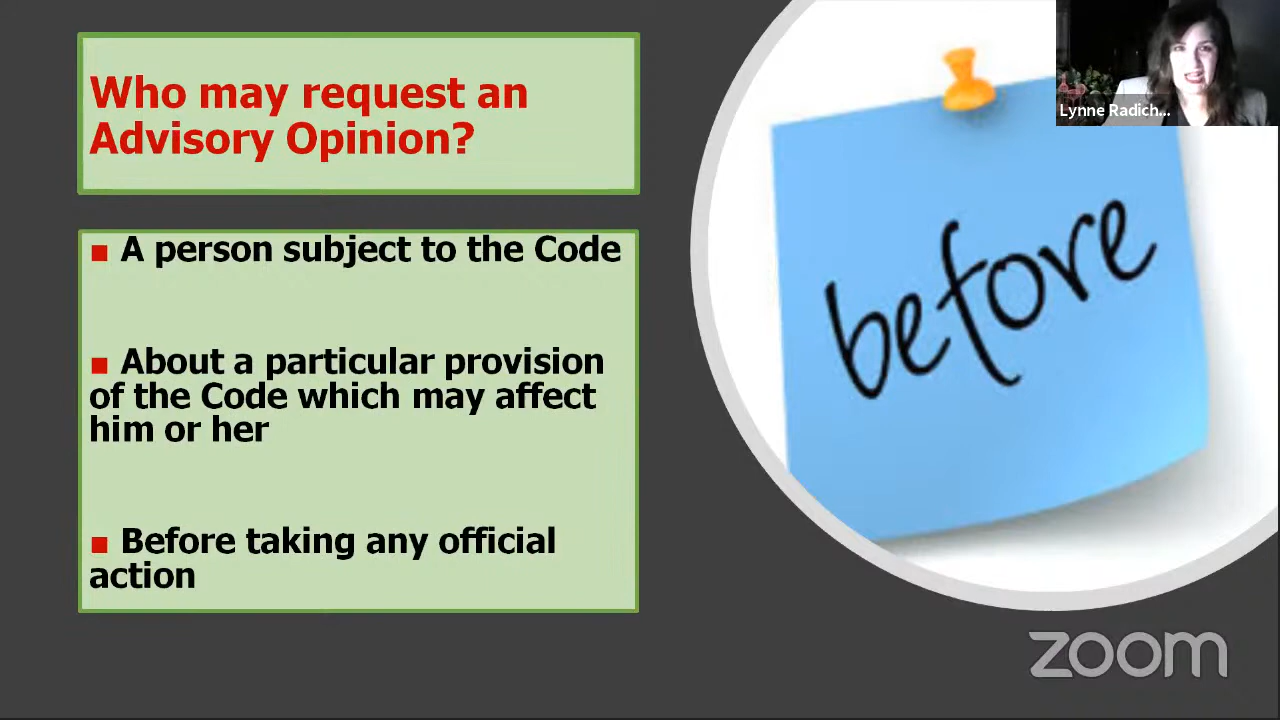 Who may request an
Advisory Opinion?
Lynne Radich...
■ A person subject to the Code
■ About a particular provision
of the Code which may affect
him or her
■ Before taking any official
action
before
zoom